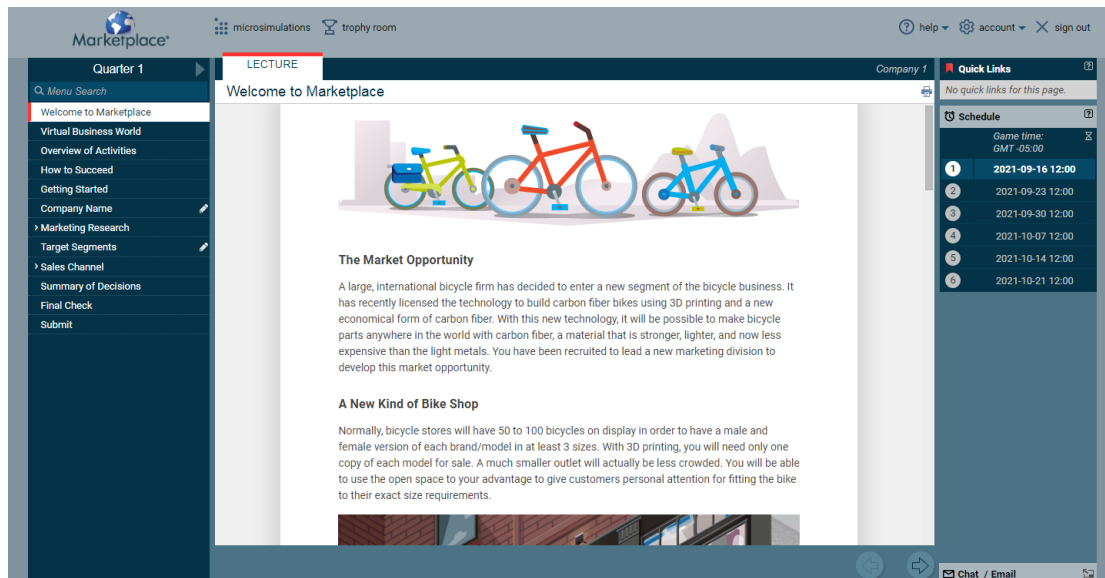 Marketplace
microsimulations
trophy room
help
account
sign out
Quarter 1
Menu Search
Welcome to Marketplace
Virtual Business World
Overview of Activities
How to Succeed
Getting Started
Company Name
Marketing Research
Target Segments
Sales Channel
Summary of Decisions
Final Check
Submit
LECTURE
Company 1
Welcome to Marketplace
The Market Opportunity
A large, international bicycle firm has decided to enter a new segment of the bicycle business. It
has recently licensed the technology to build carbon fiber bikes using 3D printing and a new
economical form of carbon fiber. With this new technology, it will be possible to make bicycle
parts anywhere in the world with carbon fiber, a material that is stronger, lighter, and now less
expensive than the light metals. You have been recruited to lead a new marketing division to
develop this market opportunity.
A New Kind of Bike Shop
Normally, bicycle stores will have 50 to 100 bicycles on display in order to have a male and
female version of each brand/model in at least 3 sizes. With 3D printing, you will need only one
copy of each model for sale. A much smaller outlet will actually be less crowded. You will be able
to use the open space to your advantage to give customers personal attention for fitting the bike
to their exact size requirements.
Quick Links
No quick links for this page.
Schedule
Game time:
GMT -05:00
1 2021-09-16 12:00
2 2021-09-23 12:00
3 2021-09-30 12:00
4 2021-10-07 12:00
5 2021-10-14 12:00
6 2021-10-21 12:00
Chat / Email